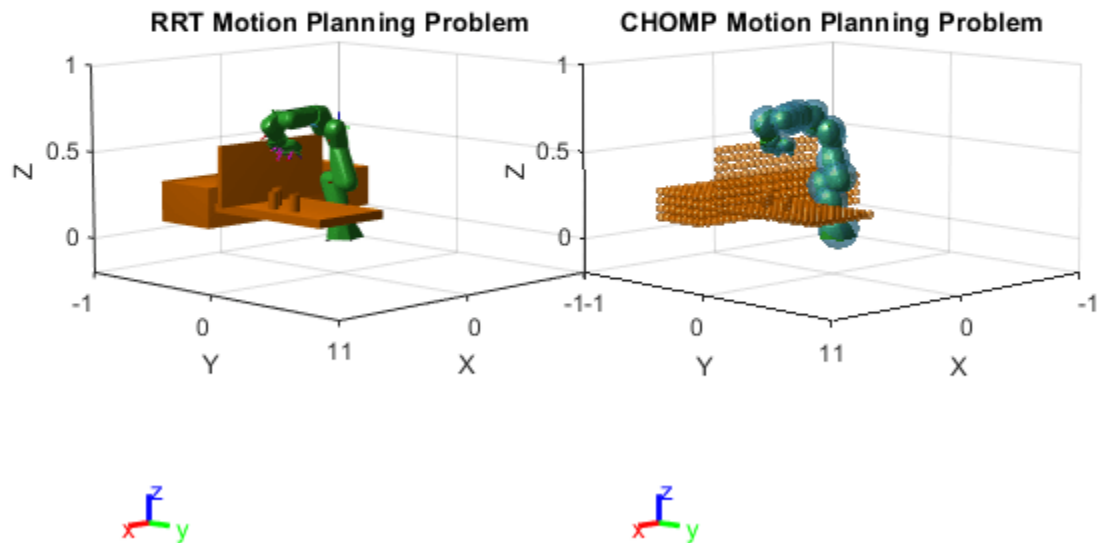 RRT Motion Planning Problem
CHOMP Motion Planning Problem
1
0.5
0
Z
-1
0
11
0
-1-1
Y
X
1
0.5
0
Z
0
11
0
-1
Y
X
z
x
y
z
x
y